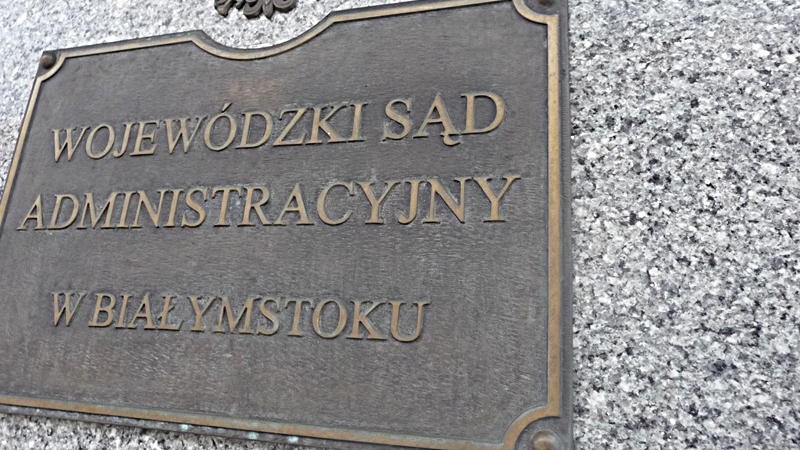 WOJEWÓDZKI SĄD
ADMINISTRACYJNY
W BIAŁYMSTOKU